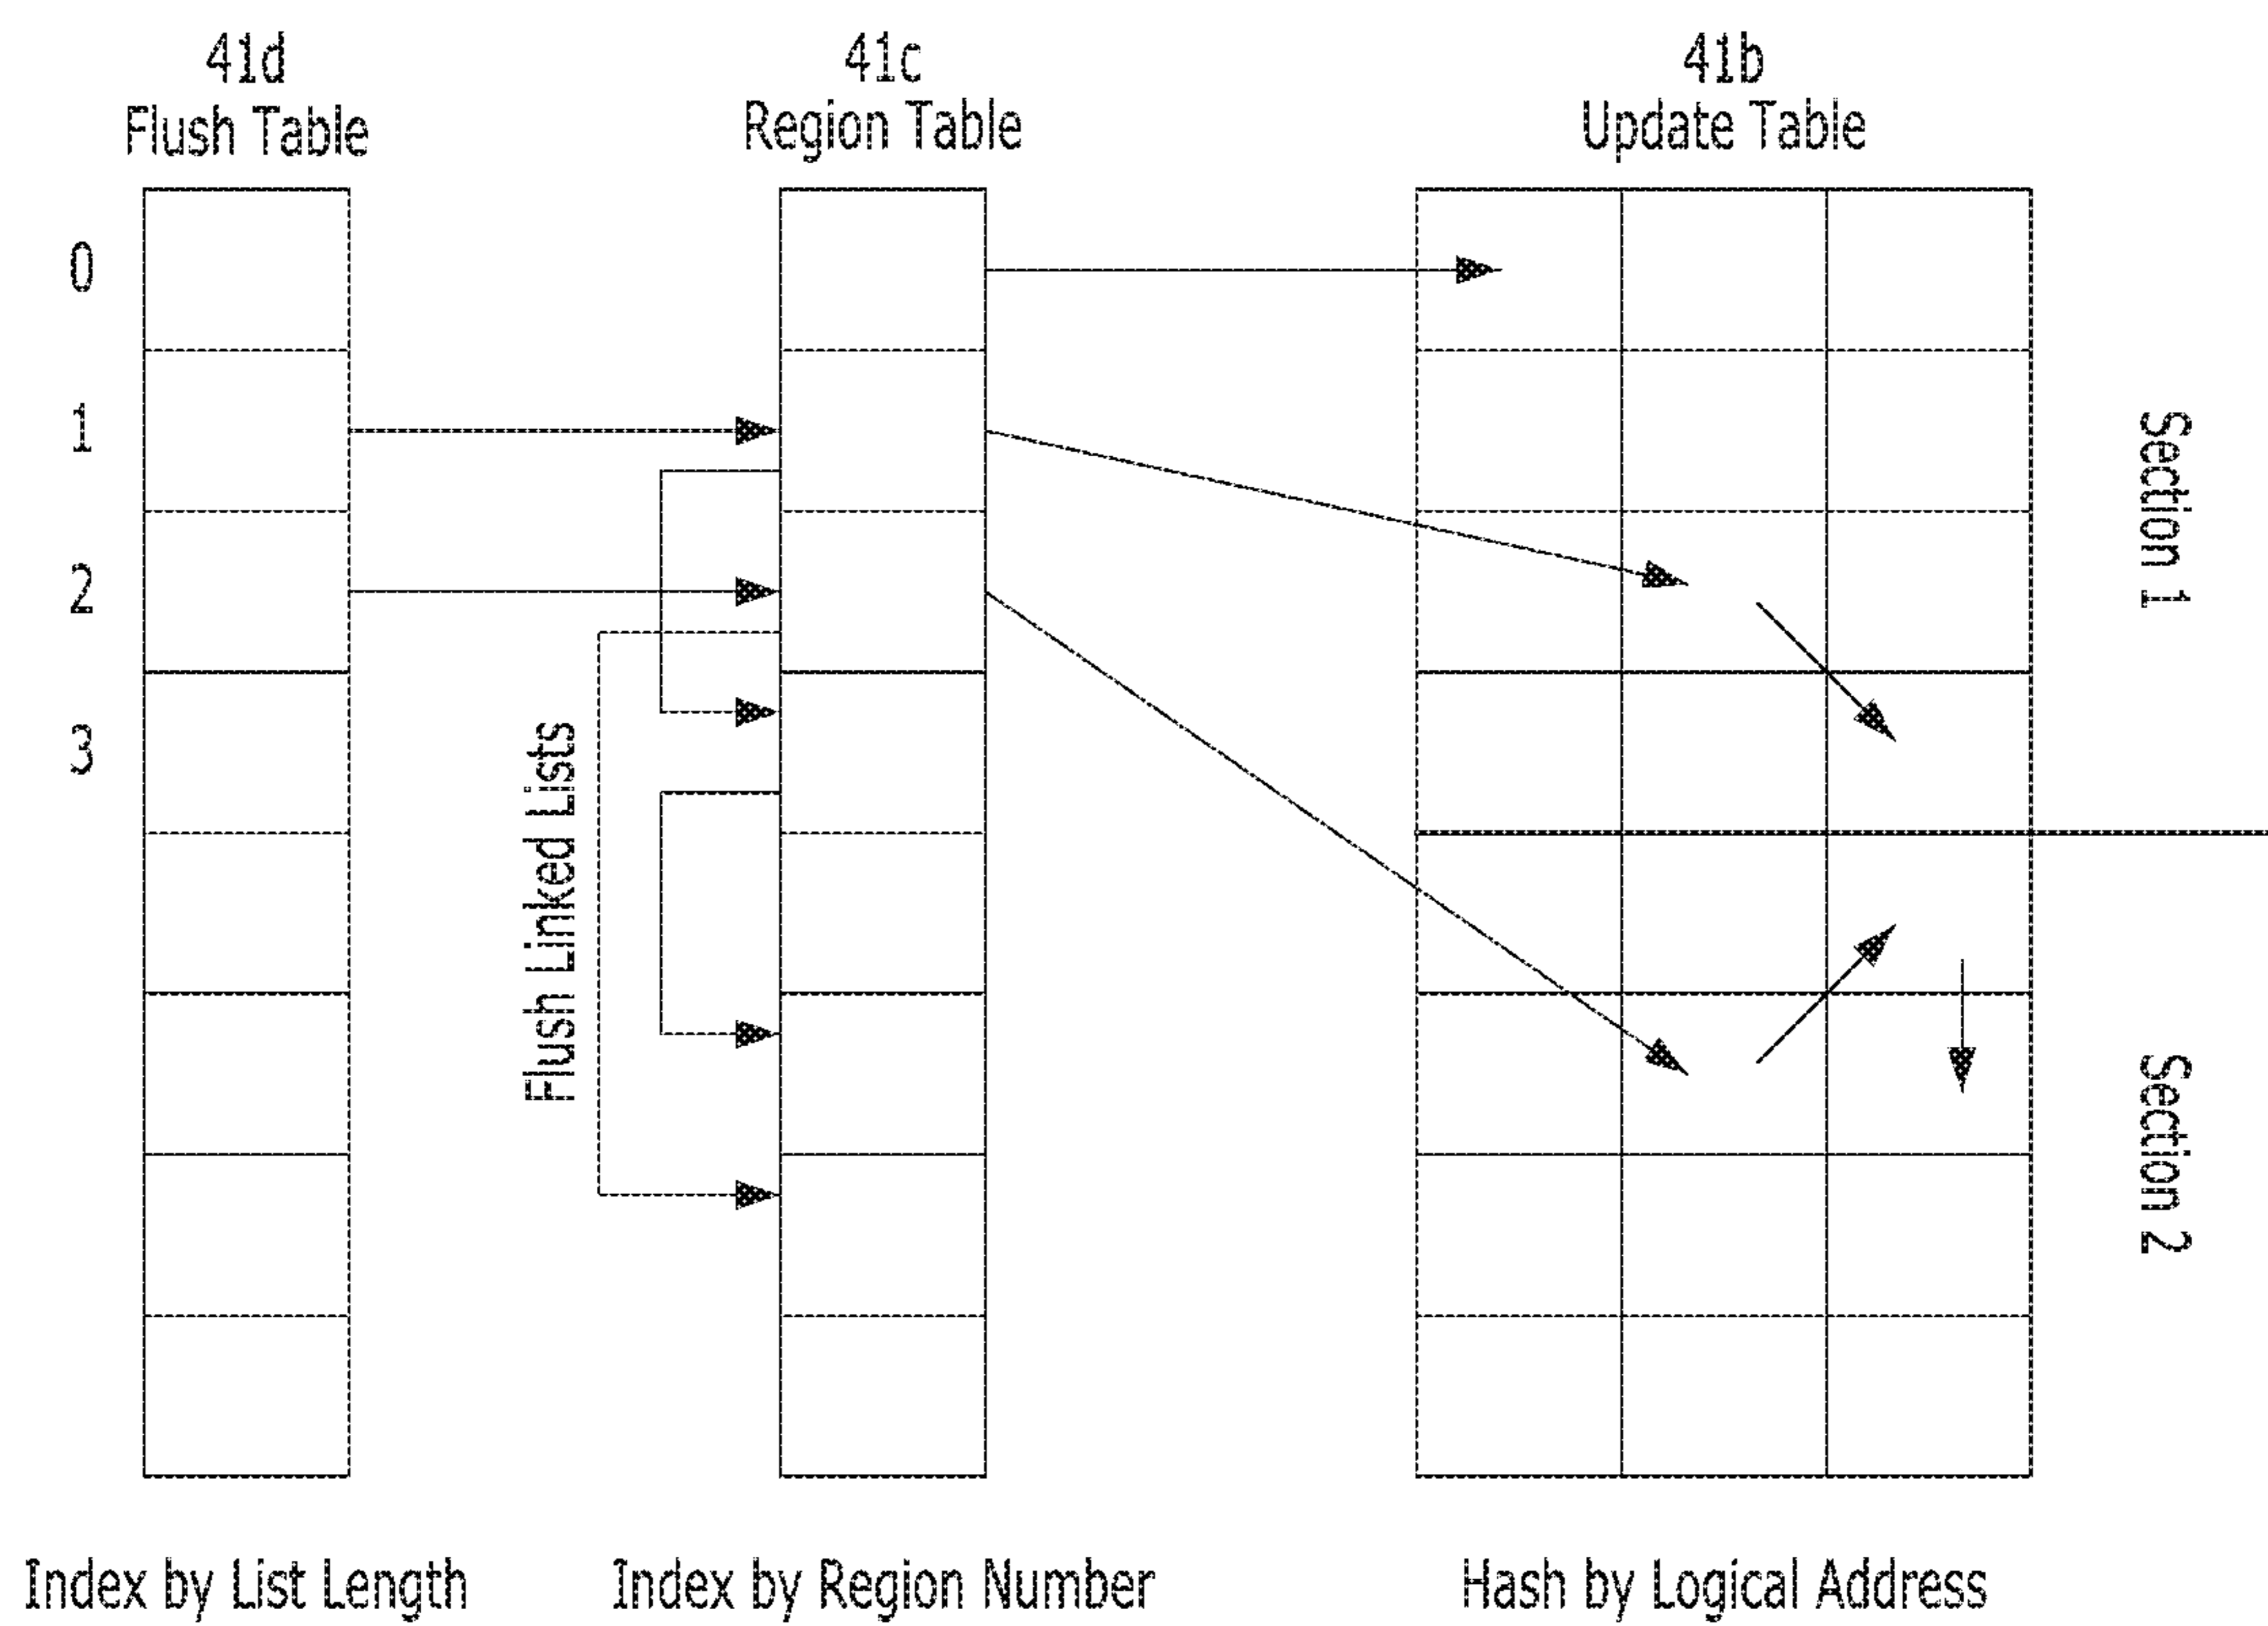 41d
Flush Table
41c
Region Table
41b
Update Table
0
1
2
3
Flush Linked Lists
Section 1
Section 2
Index by List Length
Index by Region Number
Hash by Logical Address